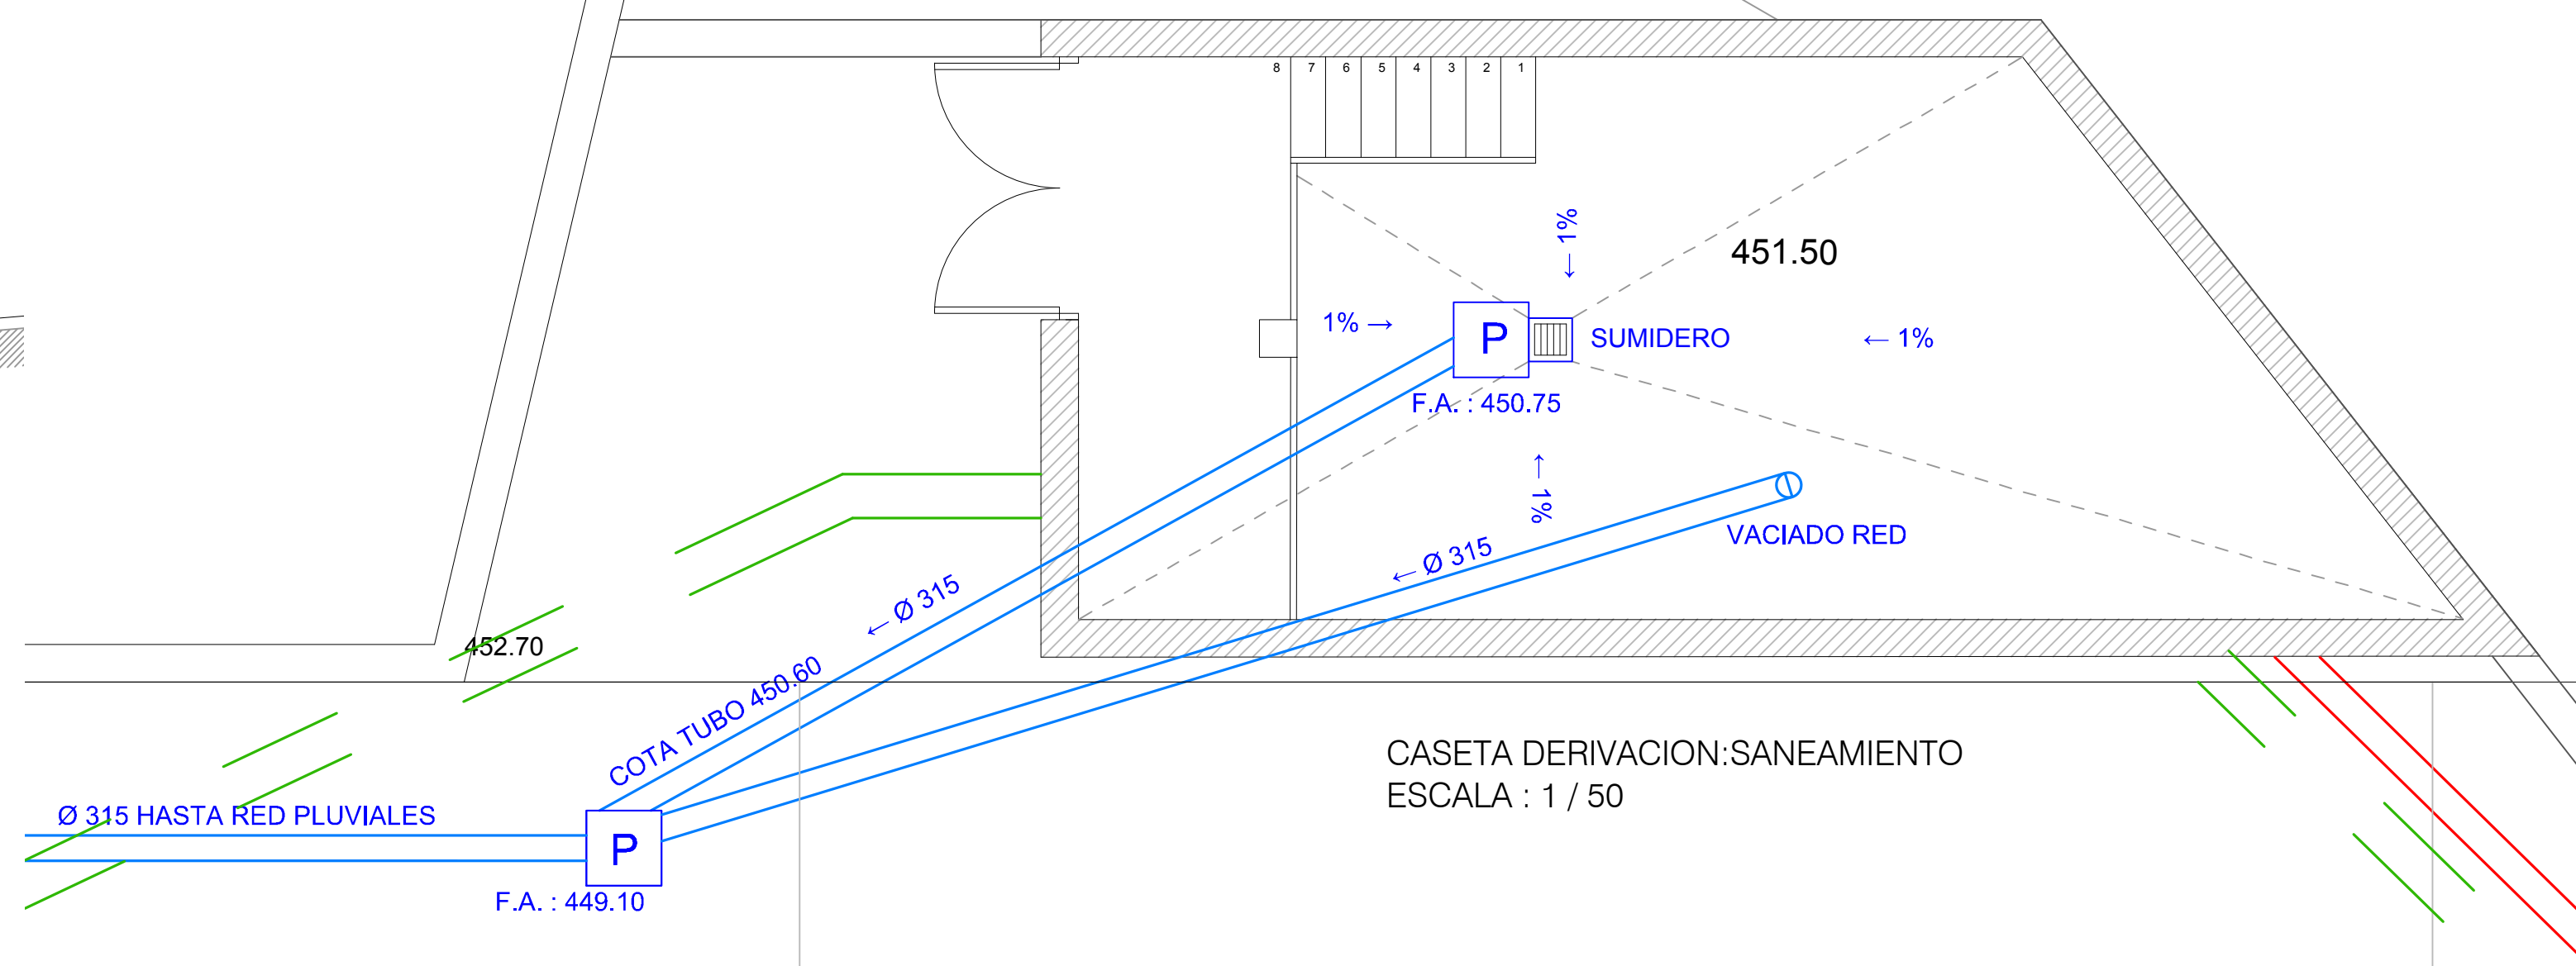 8 7 6 5 4 3 2 1
← 1%
451.50
1% →
P
SUMIDERO
← 1%
F.A. : 450.75
← 1%
VACIADO RED
← Ø 315
← Ø 315
452.70
COTA TUBO 450.60
CASETA DERIVACION:SANEAMIENTO
ESCALA : 1 / 50
Ø 315 HASTA RED PLUVIALES
P
F.A. : 449.10